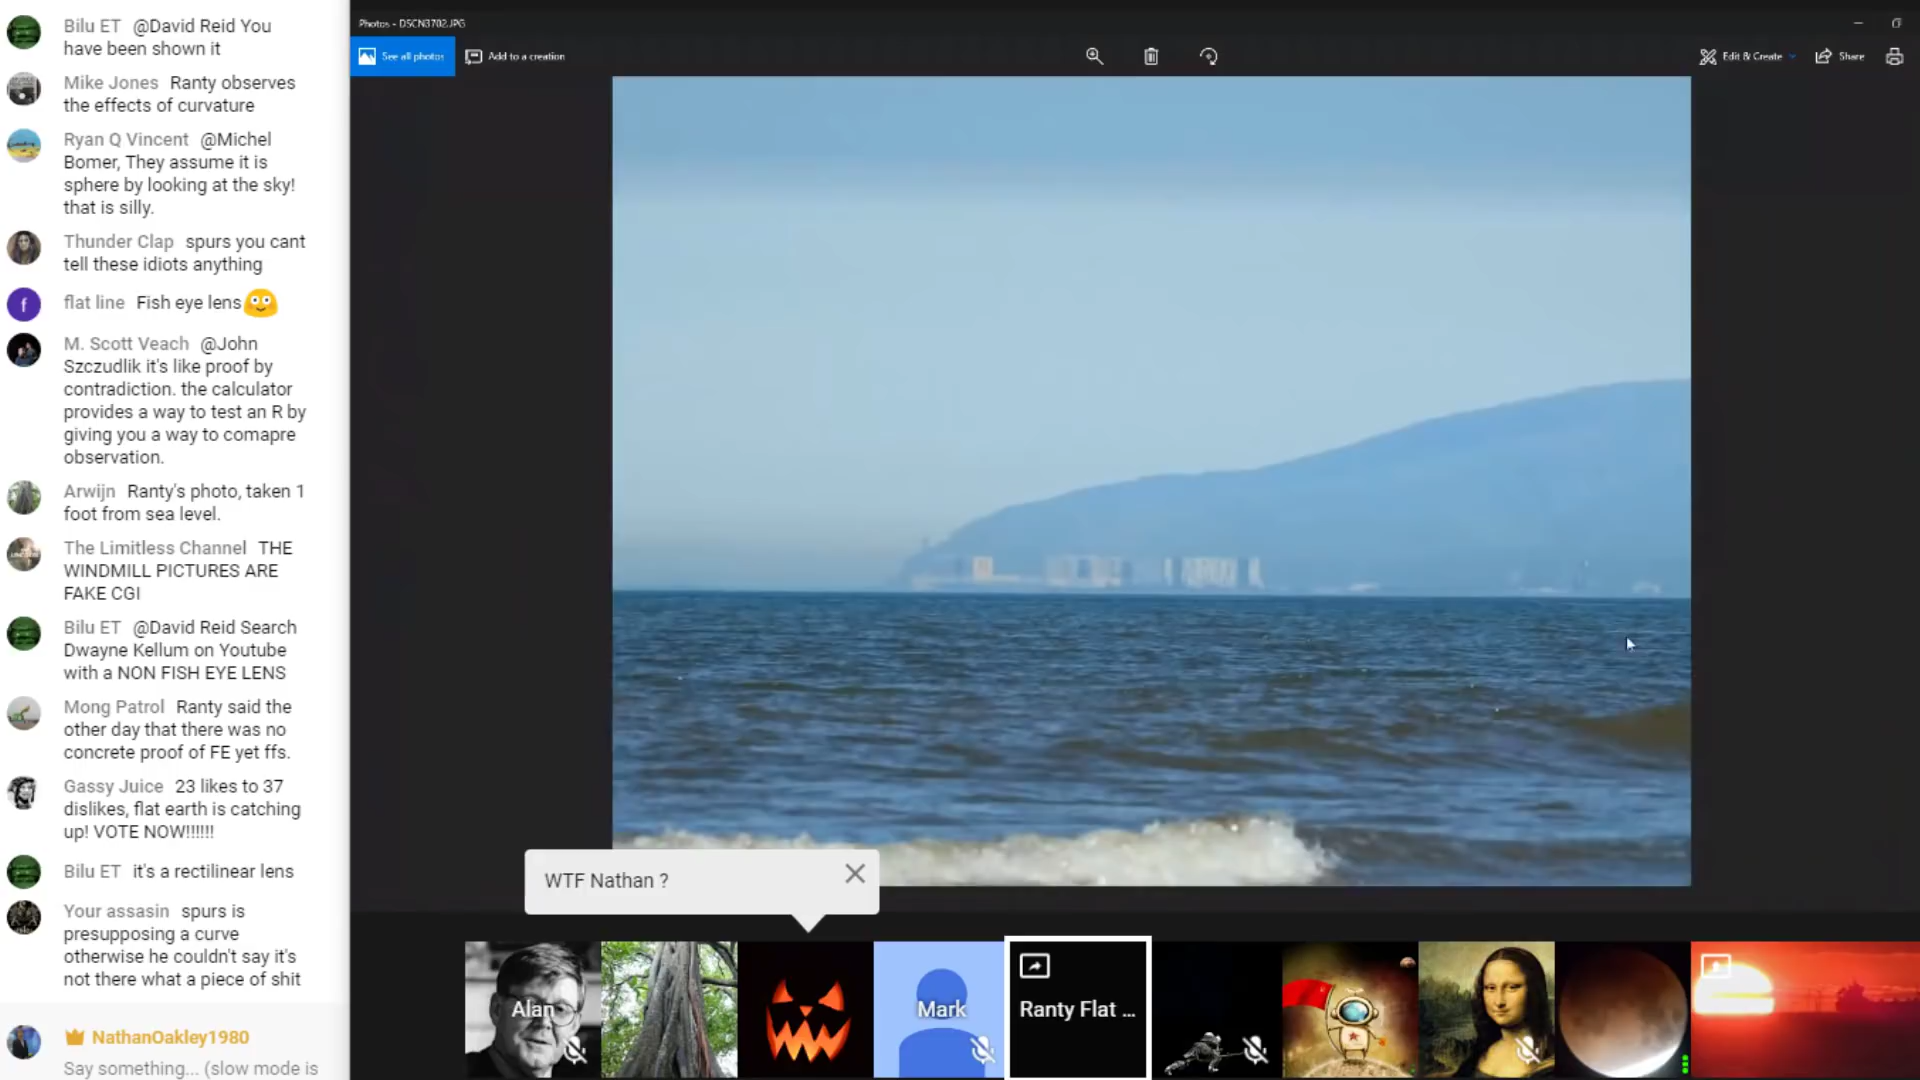 Bilu ET @David Reid You
have been shown it
Mike Jones Ranty observes
the effects of curvature
Ryan Q Vincent @Michel
Bomer, They assume it is
sphere by looking at the sky!
that is silly.
Thunder Clap spurs you cant
tell these idiots anything
f
flat line Fish eye lens
M. Scott Veach @John
Szczudlik it's like proof by
contradiction. the calculator
provides a way to test an R by
giving you a way to comapre
observation.
Arwijn Ranty's photo, taken 1
foot from sea level.
The Limitless Channel THE
WINDMILL PICTURES ARE
FAKE CGI
Bilu ET @David Reid Search
Dwayne Kellum on Youtube
with a NON FISH EYE LENS
Mong Patrol Ranty said the
other day that there was no
concrete proof of FE yet ffs.
Gassy Juice 23 likes to 37
dislikes, flat earth is catching
up! VOTE NOW!!!!!!
Bilu ET it's a rectilinear lens
Your assasin spurs is
presupposing a curve
otherwise he couldn't say it's
not there what a piece of shit
NathanOakley1980
Say something... (slow mode is
Photos - DSCN3702.JPG
See all photos
Add to a creation
Edit & Create
Share
WTF Nathan ?
Alan
Mark
Ranty Flat ...